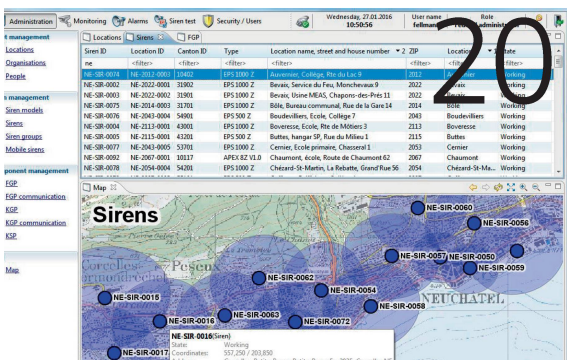 Administration Monitoring Alarms Siren test Security / Users Wednesday, 27.01.2016 User name Role
10:50:56
20
t management
Locations
Organisations
People
management
Siren models
Sirens
Siren groups
Mobile sirens
ponent management
FGP
FGP communication
KGP
KGP communication
KSP
Map
Locations Sirens FGP
Siren ID Location ID Canton ID Type Location name, street and house number 2 ZIP
ne <filter> <filter> <filter> <filter> <filter>
NE-SIR-0074 NE-2012-0003 10402 EPS 1000 Z Auvernier, Collège, Rte du Lac 9 2012
NE-SIR-0002 NE-2022-0001 31902 EPS 1000 Z Bevaix, Service du Feu, Moncheveux 9 2022 Working
NE-SIR-0003 NE-2022-0002 31901 EPS 1000 Z Bevaix, Usine MEAS, Chapons-des-Prés 11 2022 Working
NE-SIR-0075 NE-2014-0003 31701 EPS 1000 Z Bôle, Bureau communal, Rue de la Gare 14 2014 Working
NE-SIR-0076 NE-2043-0004 54901 EPS 500 Z Boudevilliers, Ecole, Collège 7 2043 Boudevilliers Working
NE-SIR-0004 NE-2113-0001 43001 EPS 1000 Z Boveresse, Ecole, Rte de Môtiers 3 2113 Boveresse Working
NE-SIR-0005 NE-2115-0001 43201 EPS 500 Z Buttes, hangar SP, Rue du Milieu 1 2115 Buttes Working
NE-SIR-0077 NE-2043-0005 53701 EPS 1000 Z Cernier, Ecole primaire, Chasseral 1 2053 Cernier Working
NE-SIR-0092 NE-2067-0001 10117 APEX 8Z V1.0 Chaumont, école, Route de Chaumont 62 2067 Chaumont Working
NE-SIR-0078 NE-2054-0004 54201 EPS 1000 Z Chézard-St-Martin, La Rebatte, Grand'Rue 56 2054 Chézard-St-Ma... Working
Map
Sirens
NE-SIR-0060
NE-SIR-0056
NE-SIR-0057 NE-SIR-0050
NE-SIR-0059
Peseux
NE-SIR-0062
NE-SIR-0054
NE-SIR-0015
NEUCHATEL
NE-SIR-0058
NE-SIR-0063
NE-SIR-0016
NE-SIR-0072
NE-SIR-0016(Siren)
State: Working
NE-SIR-0017
Coordinates: 557,250 / 203,850